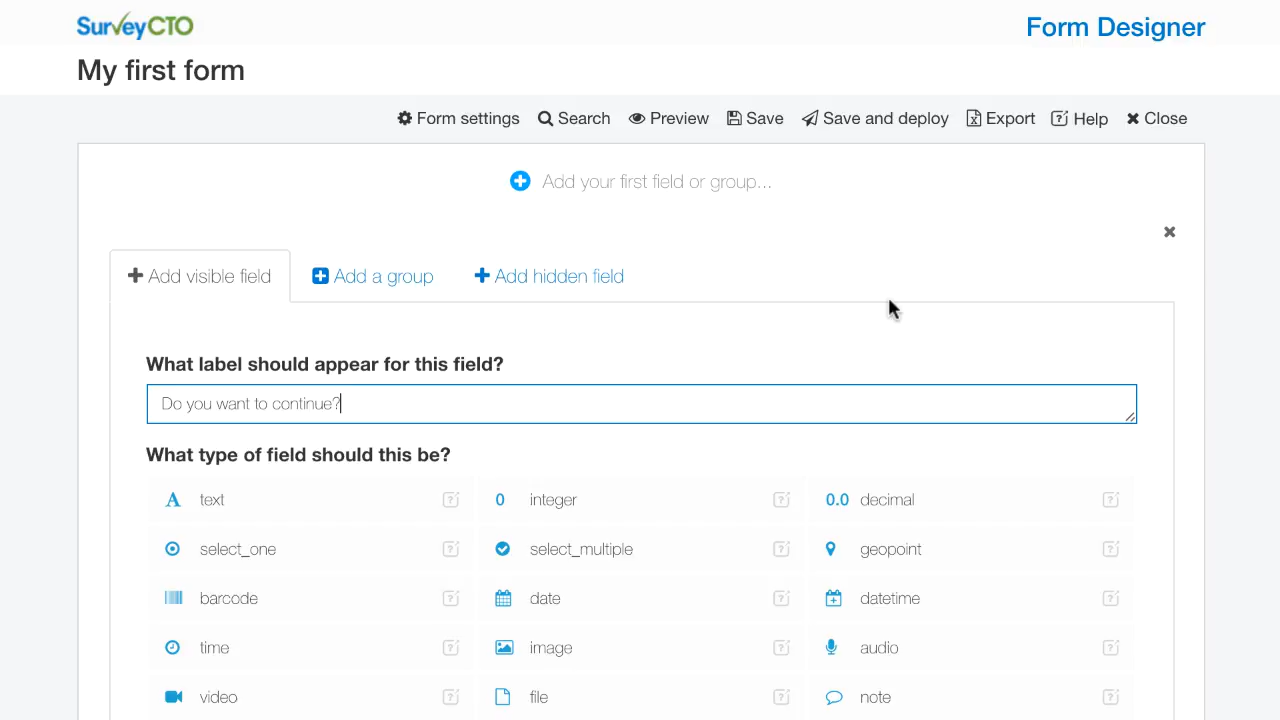 SurveyCTO
Form Designer
My first form
Form settings Search Preview Save Save and deploy Export Help Close
Add your first field or group...
Add visible field Add a group Add hidden field
What label should appear for this field?
Do you want to continue?
What type of field should this be?
A text ? 0 integer ? 0.0 decimal ?
select_one ? select_multiple ? geopoint ?
barcode ? date ? datetime ?
time ? image ? audio ?
video ? file ? note ?